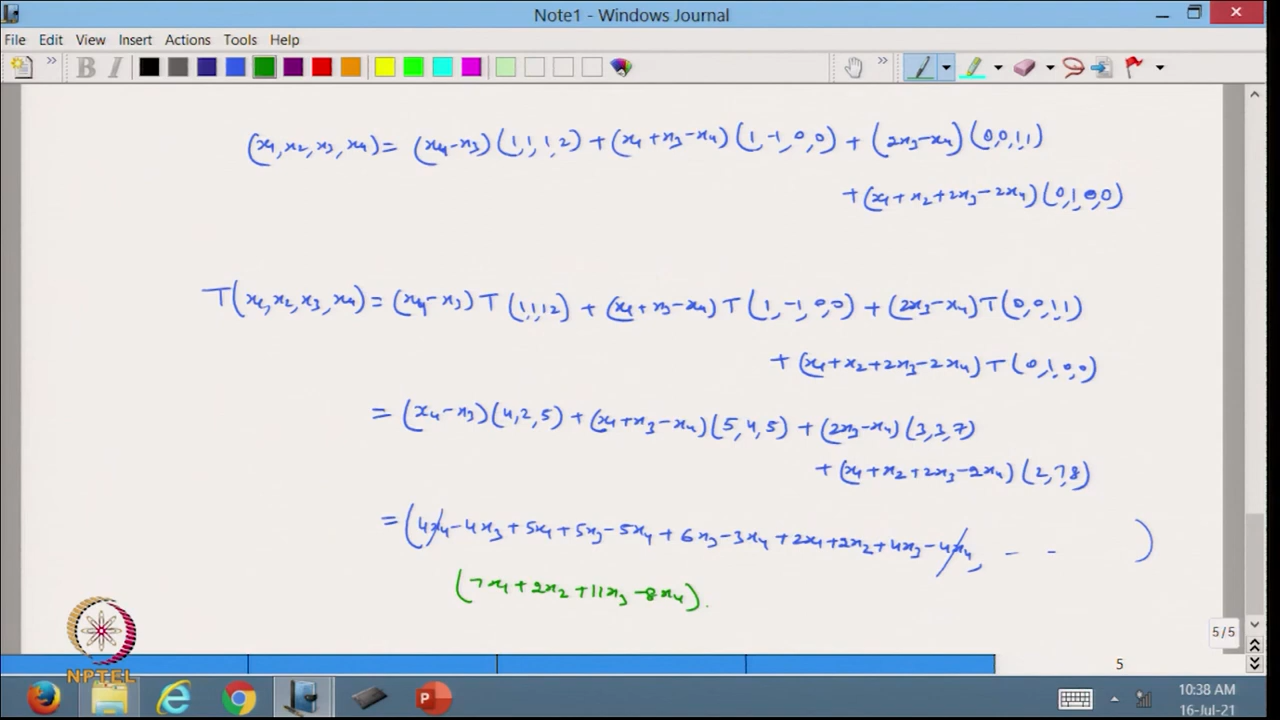 Note1 - Windows Journal
File Edit View Insert Actions Tools Help
(x1, x2, x3, x4) = (x4-x3)(1,1,1,2) + (x1+x3-x4)(1,-1,0,0) + (2x3-x4)(0,0,1,1)
+ (x1+x2+2x3-2x4)(0,1,0,0)
T(x1, x2, x3, x4) = (x4-x3) T(1,1,1,2) + (x1+x3-x4) T(1,-1,0,0) + (2x3-x4) T(0,0,1,1)
+ (x1+x2+2x3-2x4) T(0,1,0,0)
= (x4-x3)(4,2,5) + (x1+x3-x4)(5,4,5) + (2x3-x4)(3,3,7)
+ (x1+x2+2x3-2x4)(2,7,8)
= (4x4-4x3+5x1+5x3-5x4+6x3-3x4+2x1+2x2+4x3-4x4, - - )
(7x1+2x2+11x3-8x4).
5/5
NPTEL
5
10:38 AM
16-Jul-21